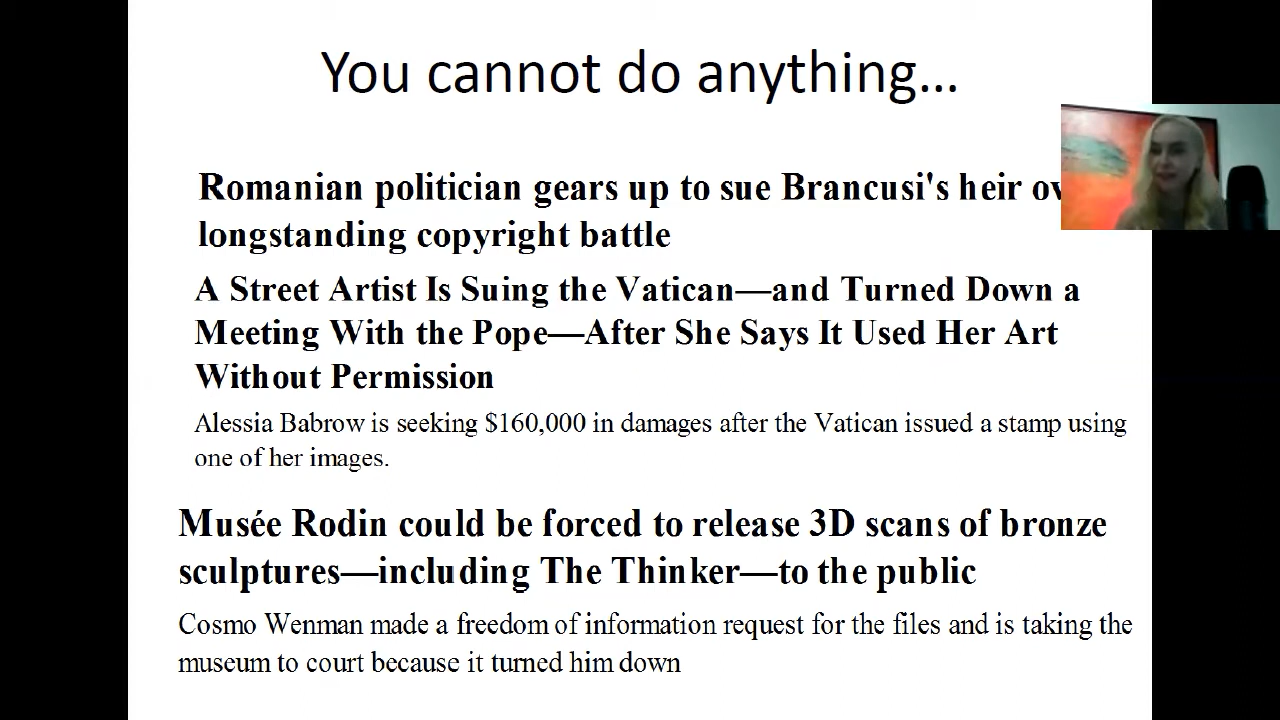 You cannot do anything...
Romanian politician gears up to sue Brancusi's heir
longstanding copyright battle
A Street Artist Is Suing the Vatican—and Turned Down a
Meeting With the Pope—After She Says It Used Her Art
Without Permission
Alessia Babrow is seeking $160,000 in damages after the Vatican issued a stamp using
one of her images.
Musée Rodin could be forced to release 3D scans of bronze
sculptures—including The Thinker—to the public
Cosmo Wenman made a freedom of information request for the files and is taking the
museum to court because it turned him down